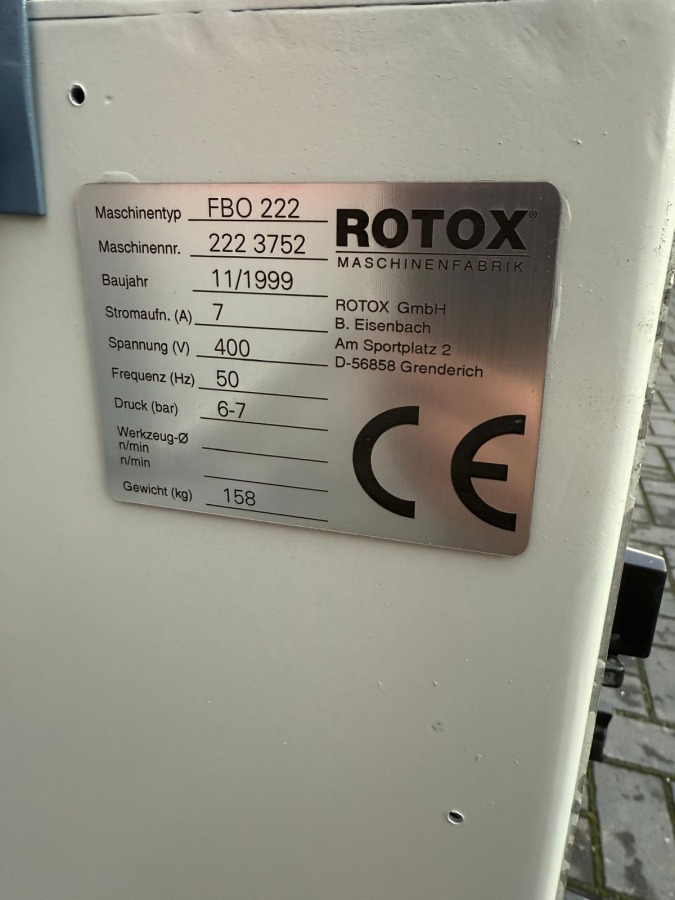 Maschinentyp FBO 222
Maschinennr. 222 3752
Baujahr 11/1999
Stromaufn. (A) 7
Spannung (V) 400
Frequenz (Hz) 50
Druck (bar) 6-7
Werkzeug-Ø
n/min
n/min
Gewicht (kg) 158
ROTOX®
MASCHINENFABRIK
ROTOX GmbH
B. Eisenbach
Am Sportplatz 2
D-56858 Grenderich
CE